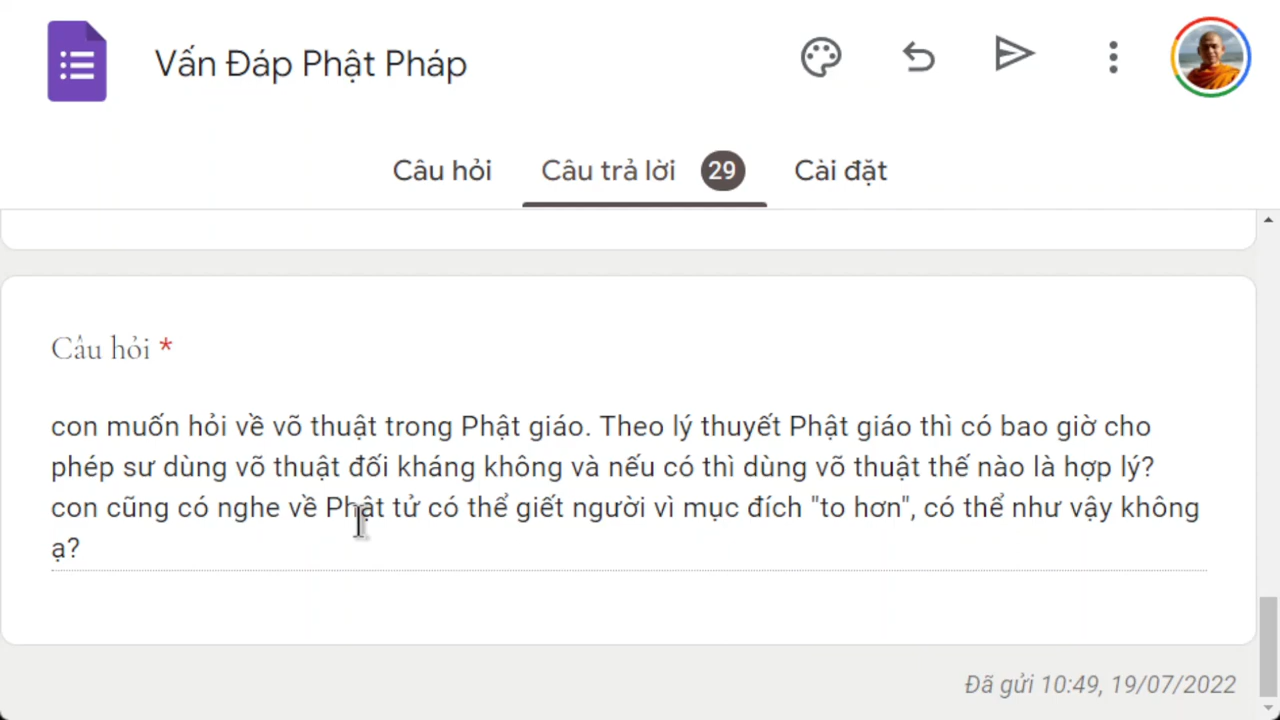 Vấn Đáp Phật Pháp
Câu hỏi
Câu trả lời 29
Cài đặt
Câu hỏi *
con muốn hỏi về võ thuật trong Phật giáo. Theo lý thuyết Phật giáo thì có bao giờ cho
phép sư dùng võ thuật đối kháng không và nếu có thì dùng võ thuật thế nào là hợp lý?
con cũng có nghe về Phật tử có thể giết người vì mục đích "to hơn", có thể như vậy không
ạ?
Đã gửi 10:49, 19/07/2022